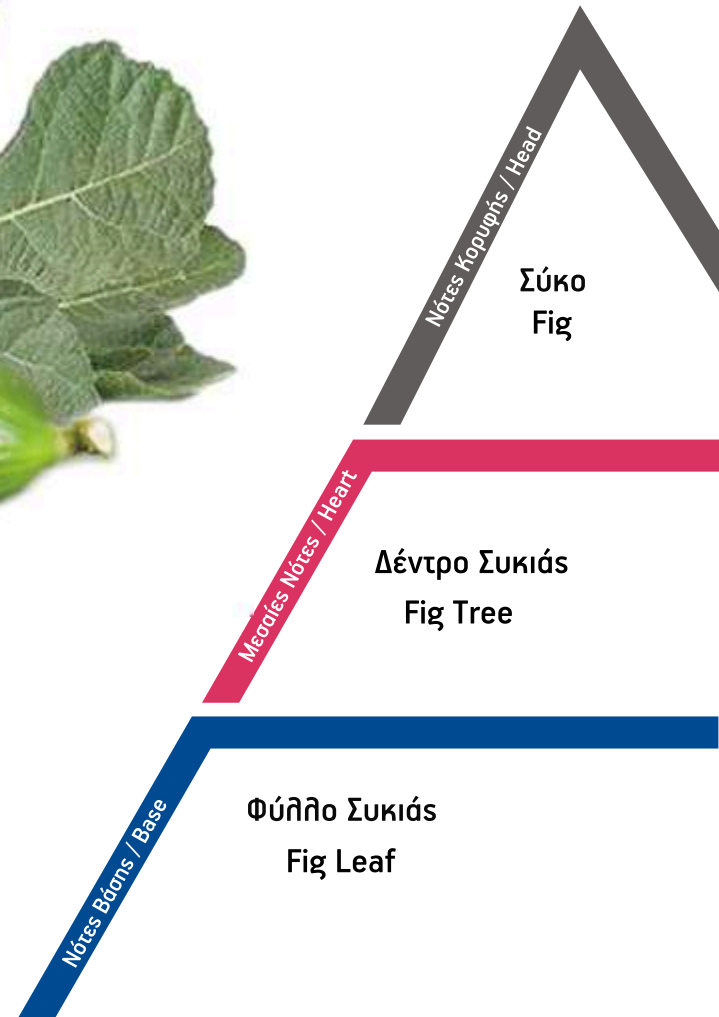 Νότες Κορυφής / Head
Σύκο
Fig
Μεσαίες Νότες / Heart
Δέντρο Συκιάς
Fig Tree
Νότες Βάσης / Base
Φύλλο Συκιάς
Fig Leaf